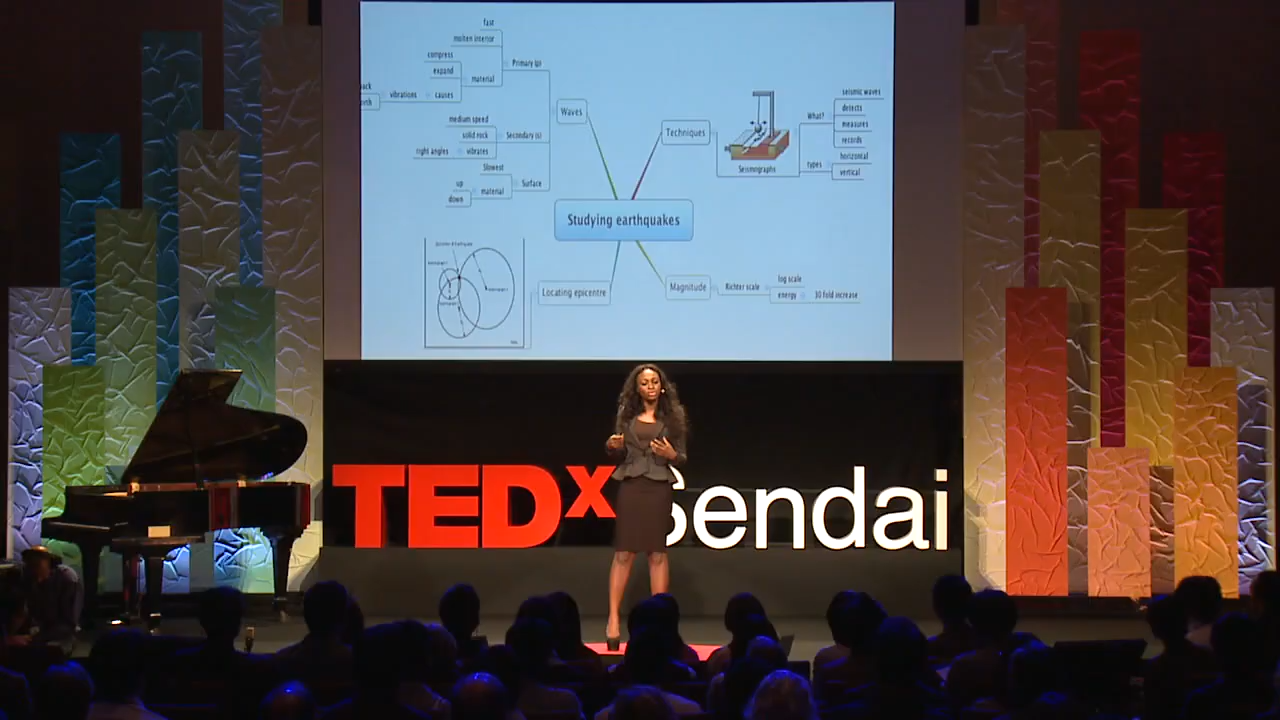 fast
molten interior
Primary (p)
compress
expand
material
vibrations
causes
Waves
medium speed
solid rock
Secondary (s)
right angles
vibrates
Slowest
up
material
Surface
down
Techniques
Seismographs
What?
seismic waves
detects
measures
records
types
horizontal
vertical
Studying earthquakes
Locating epicentre
Magnitude
Richter scale
log scale
energy
30 fold increase
TEDx Sendai